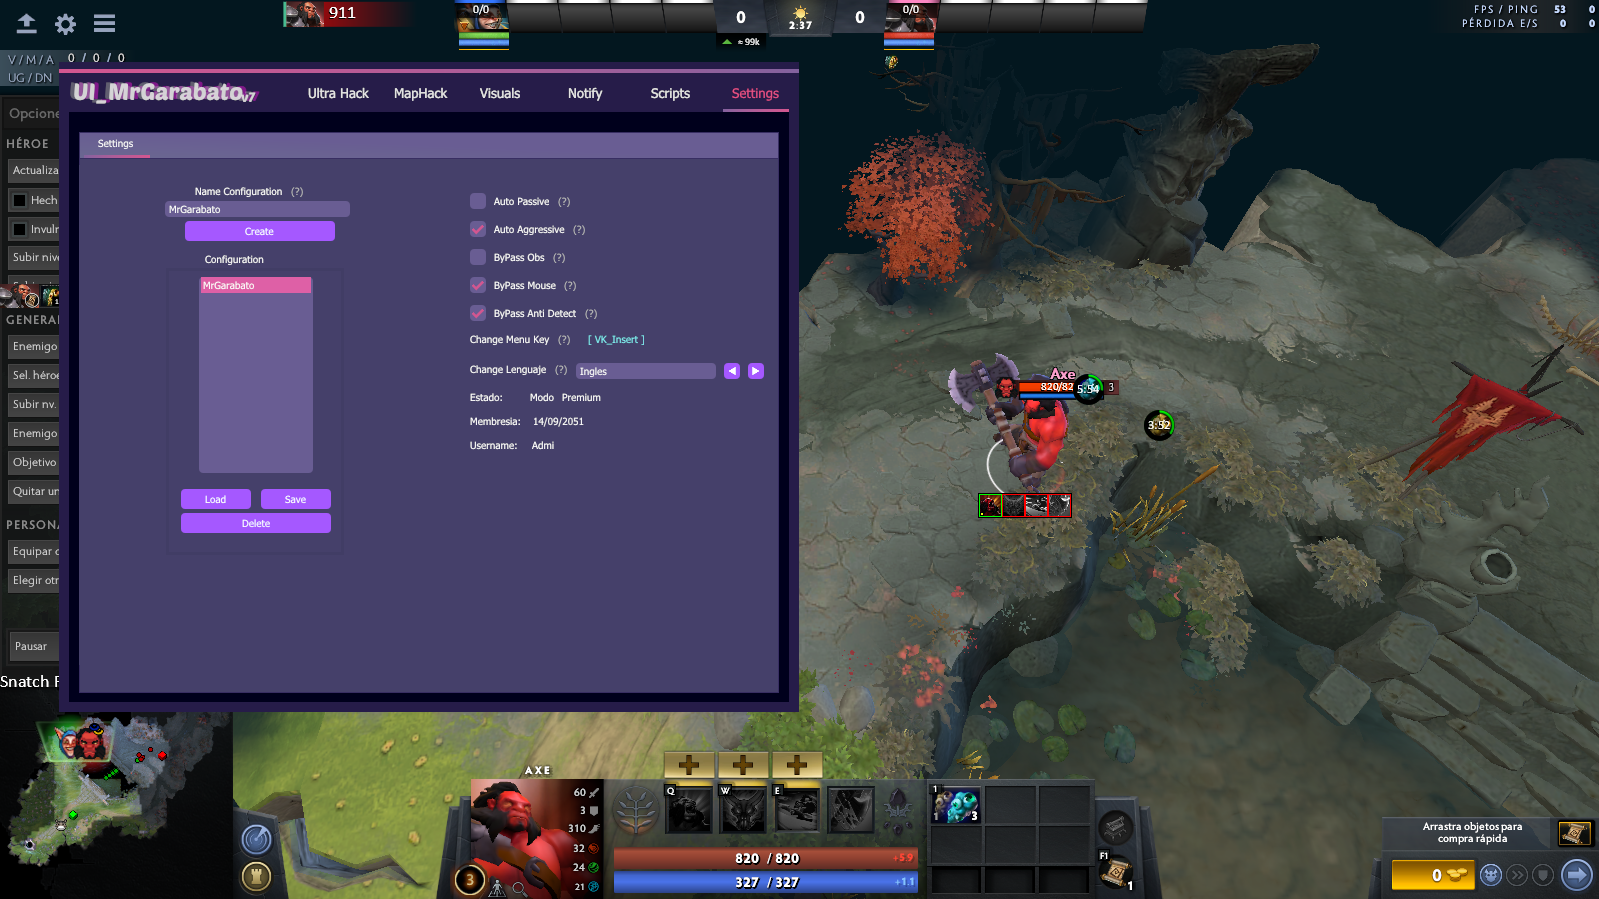 911
0/0
0
2:37
0
0/0
≈ 99k
FPS / PING 53 0
PÉRDIDA E/S 0 0
V / M / A 0 / 0 / 0
UG / DN
UI_MrGarabato v7
Ultra Hack
MapHack
Visuals
Notify
Scripts
Settings
Settings
Name Configuration (?)
MrGarabato
Create
Configuration
MrGarabato
Load
Save
Delete
Auto Passive (?)
Auto Aggressive (?)
ByPass Obs (?)
ByPass Mouse (?)
ByPass Anti Detect (?)
Change Menu Key (?) [ VK_Insert ]
Change Lenguaje (?) Ingles
Estado: Modo Premium
Membresia: 14/09/2051
Username: Admi
Opcione
HÉROE
Actualiza
Hech
Invuln
Subir nive
GENERAL
Enemigo
Sel. héroe
Subir nv.
Enemigo
Objetivo
Quitar un
PERSONA
Equipar o
Elegir otr
Pausar
Snatch F
Axe
820/82
5:54
3
3:52
AXE
60
3
310
32
24
21
3
Q
W
E
820 / 820
+5.9
327 / 327
+1.1
1
1
3
F1
1
Arrastra objetos para
compra rápida
0